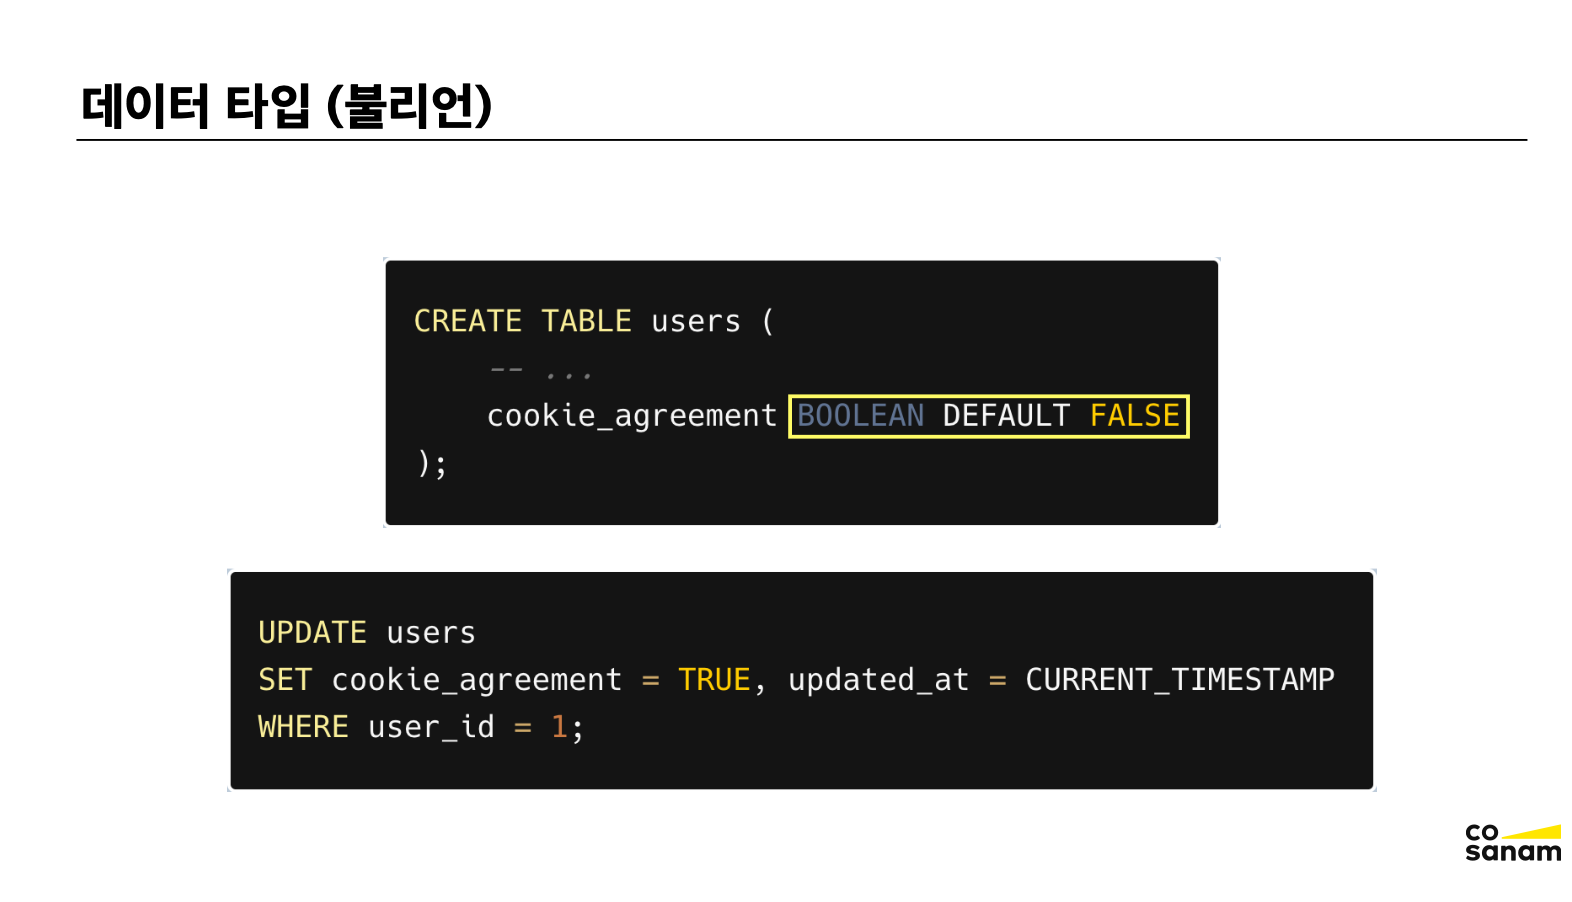 데이터 타입 (불리언)
CREATE TABLE users (
    -- ...
    cookie_agreement BOOLEAN DEFAULT FALSE
);
UPDATE users
SET cookie_agreement = TRUE, updated_at = CURRENT_TIMESTAMP
WHERE user_id = 1;
co
sanam